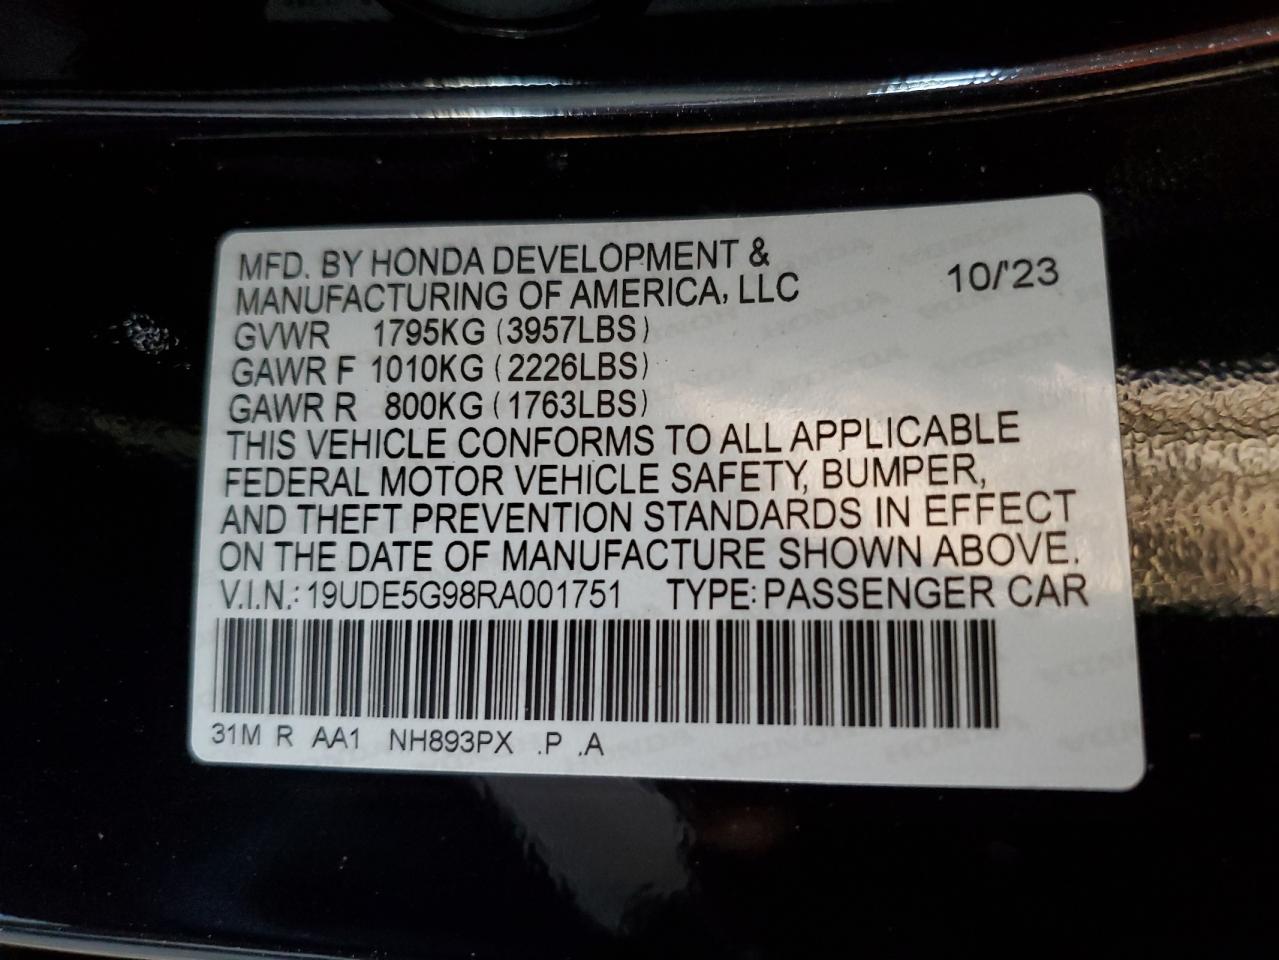 MFD. BY HONDA DEVELOPMENT &
MANUFACTURING OF AMERICA, LLC 10/'23
GVWR 1795KG (3957LBS)
GAWR F 1010KG (2226LBS)
GAWR R 800KG (1763LBS)
THIS VEHICLE CONFORMS TO ALL APPLICABLE
FEDERAL MOTOR VEHICLE SAFETY, BUMPER,
AND THEFT PREVENTION STANDARDS IN EFFECT
ON THE DATE OF MANUFACTURE SHOWN ABOVE.
V.I.N.: 19UDE5G98RA001751 TYPE: PASSENGER CAR
31M R AA1 NH893PX .P .A